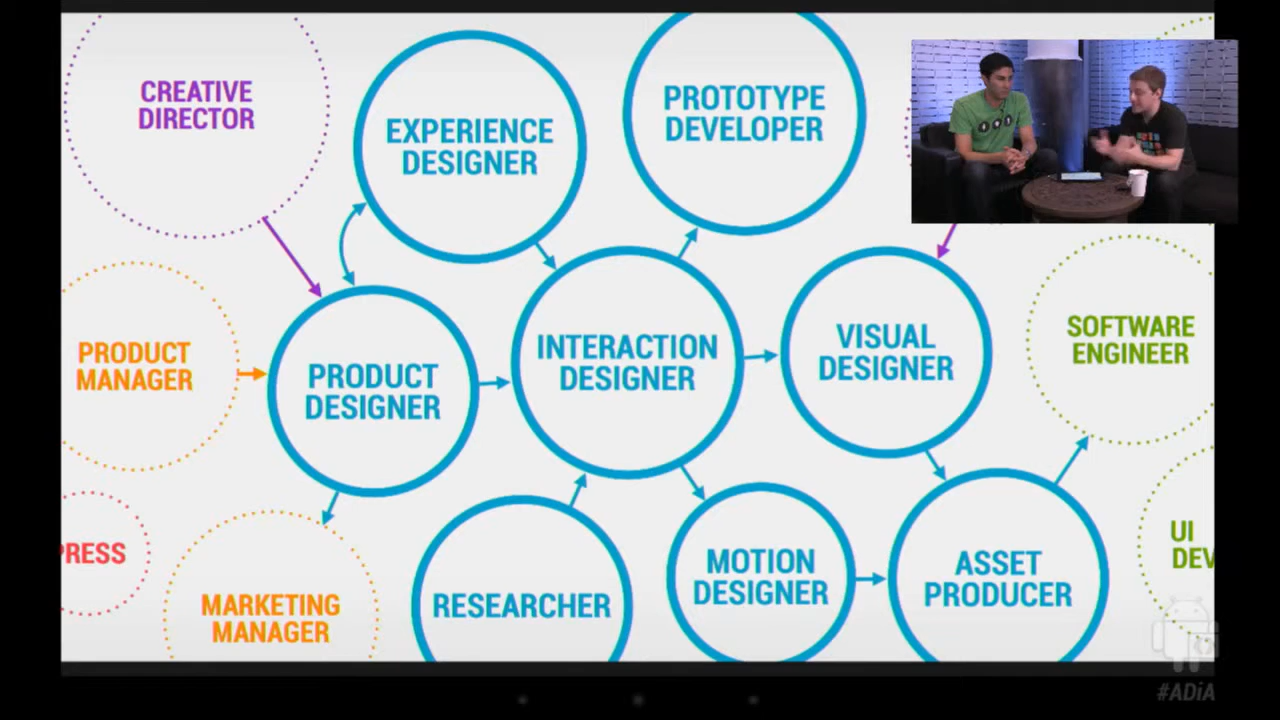 CREATIVE
DIRECTOR
EXPERIENCE
DESIGNER
PROTOTYPE
DEVELOPER
PRODUCT
MANAGER
PRODUCT
DESIGNER
INTERACTION
DESIGNER
VISUAL
DESIGNER
SOFTWARE
ENGINEER
PRESS
MARKETING
MANAGER
RESEARCHER
MOTION
DESIGNER
ASSET
PRODUCER
UI
DEV
#ADiA